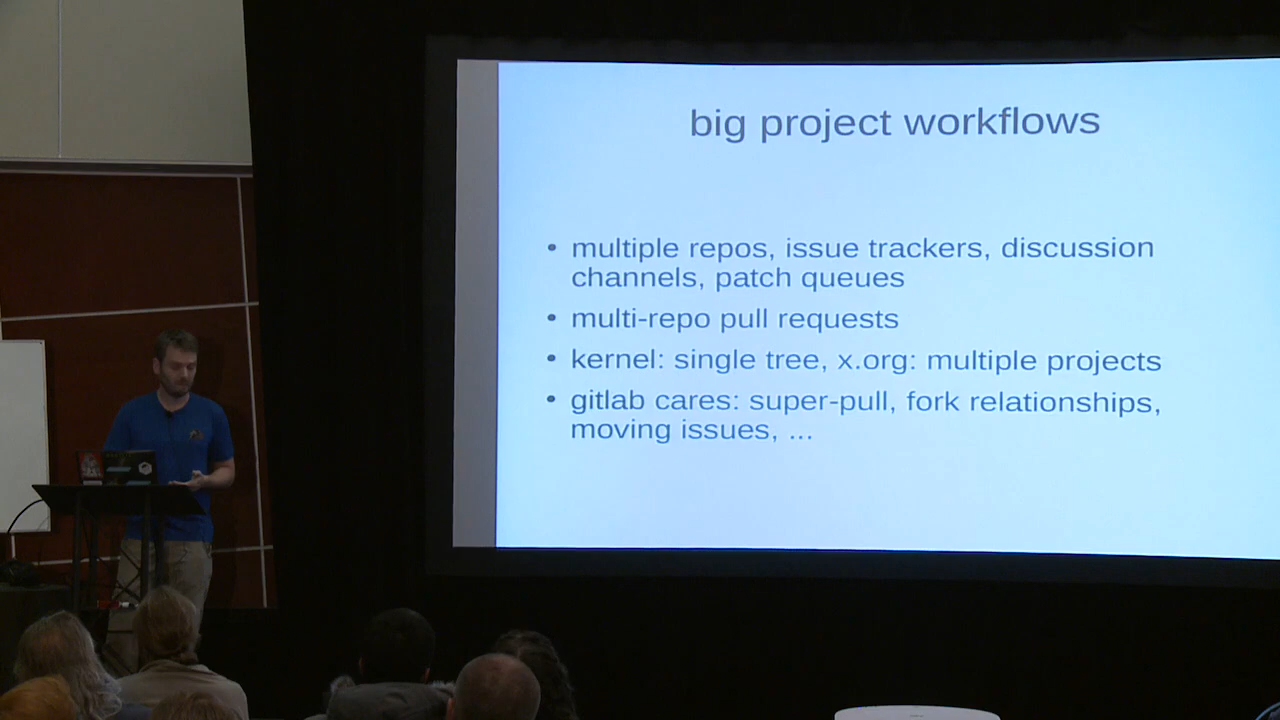 big project workflows
• multiple repos, issue trackers, discussion
channels, patch queues
• multi-repo pull requests
• kernel: single tree, x.org: multiple projects
• gitlab cares: super-pull, fork relationships,
moving issues, ...